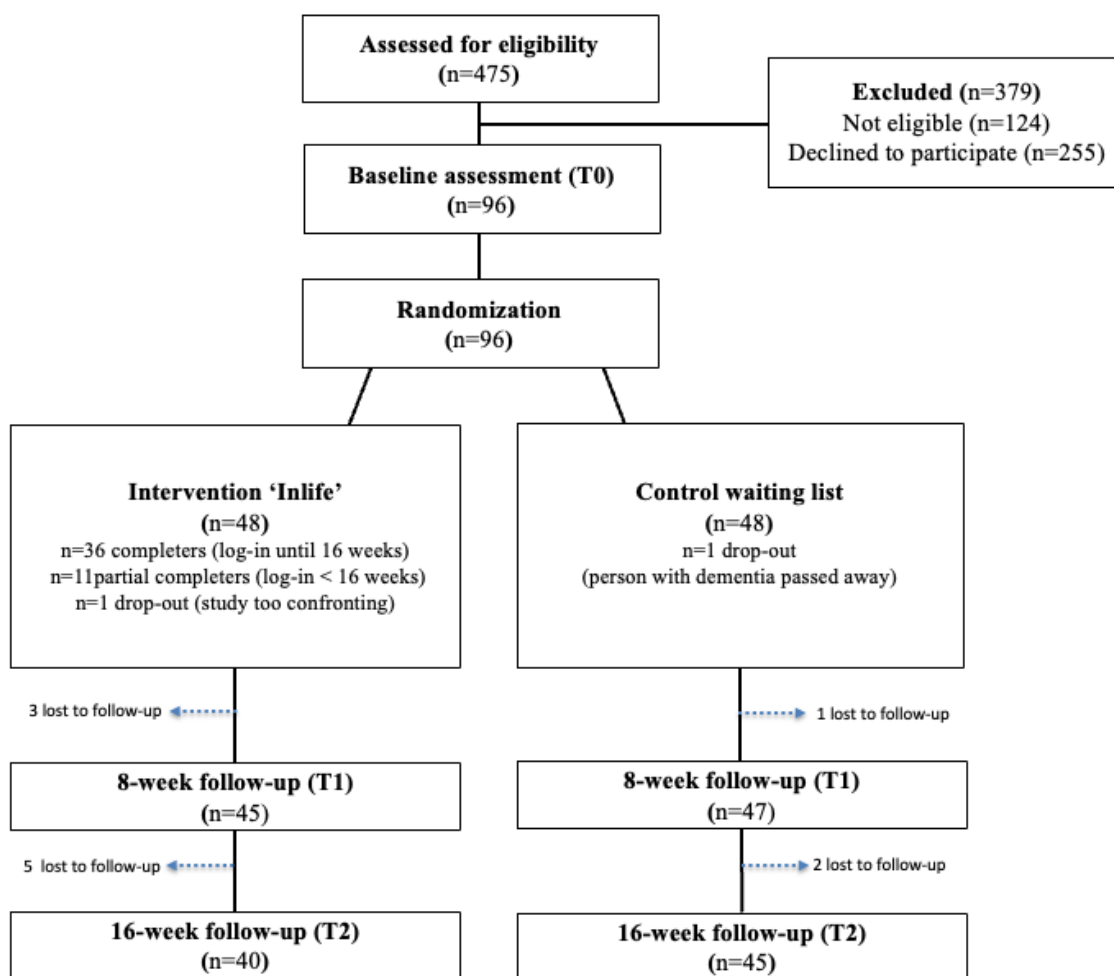 Assessed for eligibility
(n=475)
Excluded (n=379)
Not eligible (n=124)
Declined to participate (n=255)
Baseline assessment (T0)
(n=96)
Randomization
(n=96)
Intervention ‘Inlife’
(n=48)
n=36 completers (log-in until 16 weeks)
n=11partial completers (log-in < 16 weeks)
n=1 drop-out (study too confronting)
Control waiting list
(n=48)
n=1 drop-out
(person with dementia passed away)
3 lost to follow-up
1 lost to follow-up
8-week follow-up (T1)
(n=45)
8-week follow-up (T1)
(n=47)
5 lost to follow-up
2 lost to follow-up
16-week follow-up (T2)
(n=40)
16-week follow-up (T2)
(n=45)